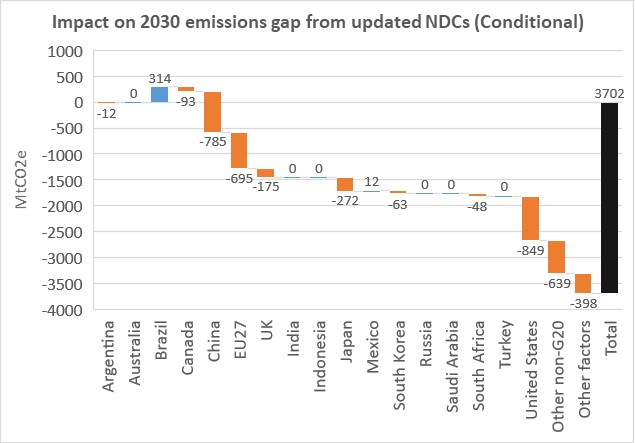 Impact on 2030 emissions gap from updated NDCs (Conditional)
1000
500
0
-500
-1000
-1500
-2000
-2500
-3000
-3500
-4000
MtCO2e
-12
0
314
-93
-785
-695
-175
0
0
-272
12
-63
0
0
-48
0
-849
-639
-398
3702
Argentina
Australia
Brazil
Canada
China
EU27
UK
India
Indonesia
Japan
Mexico
South Korea
Russia
Saudi Arabia
South Africa
Turkey
United States
Other non-G20
Other factors
Total